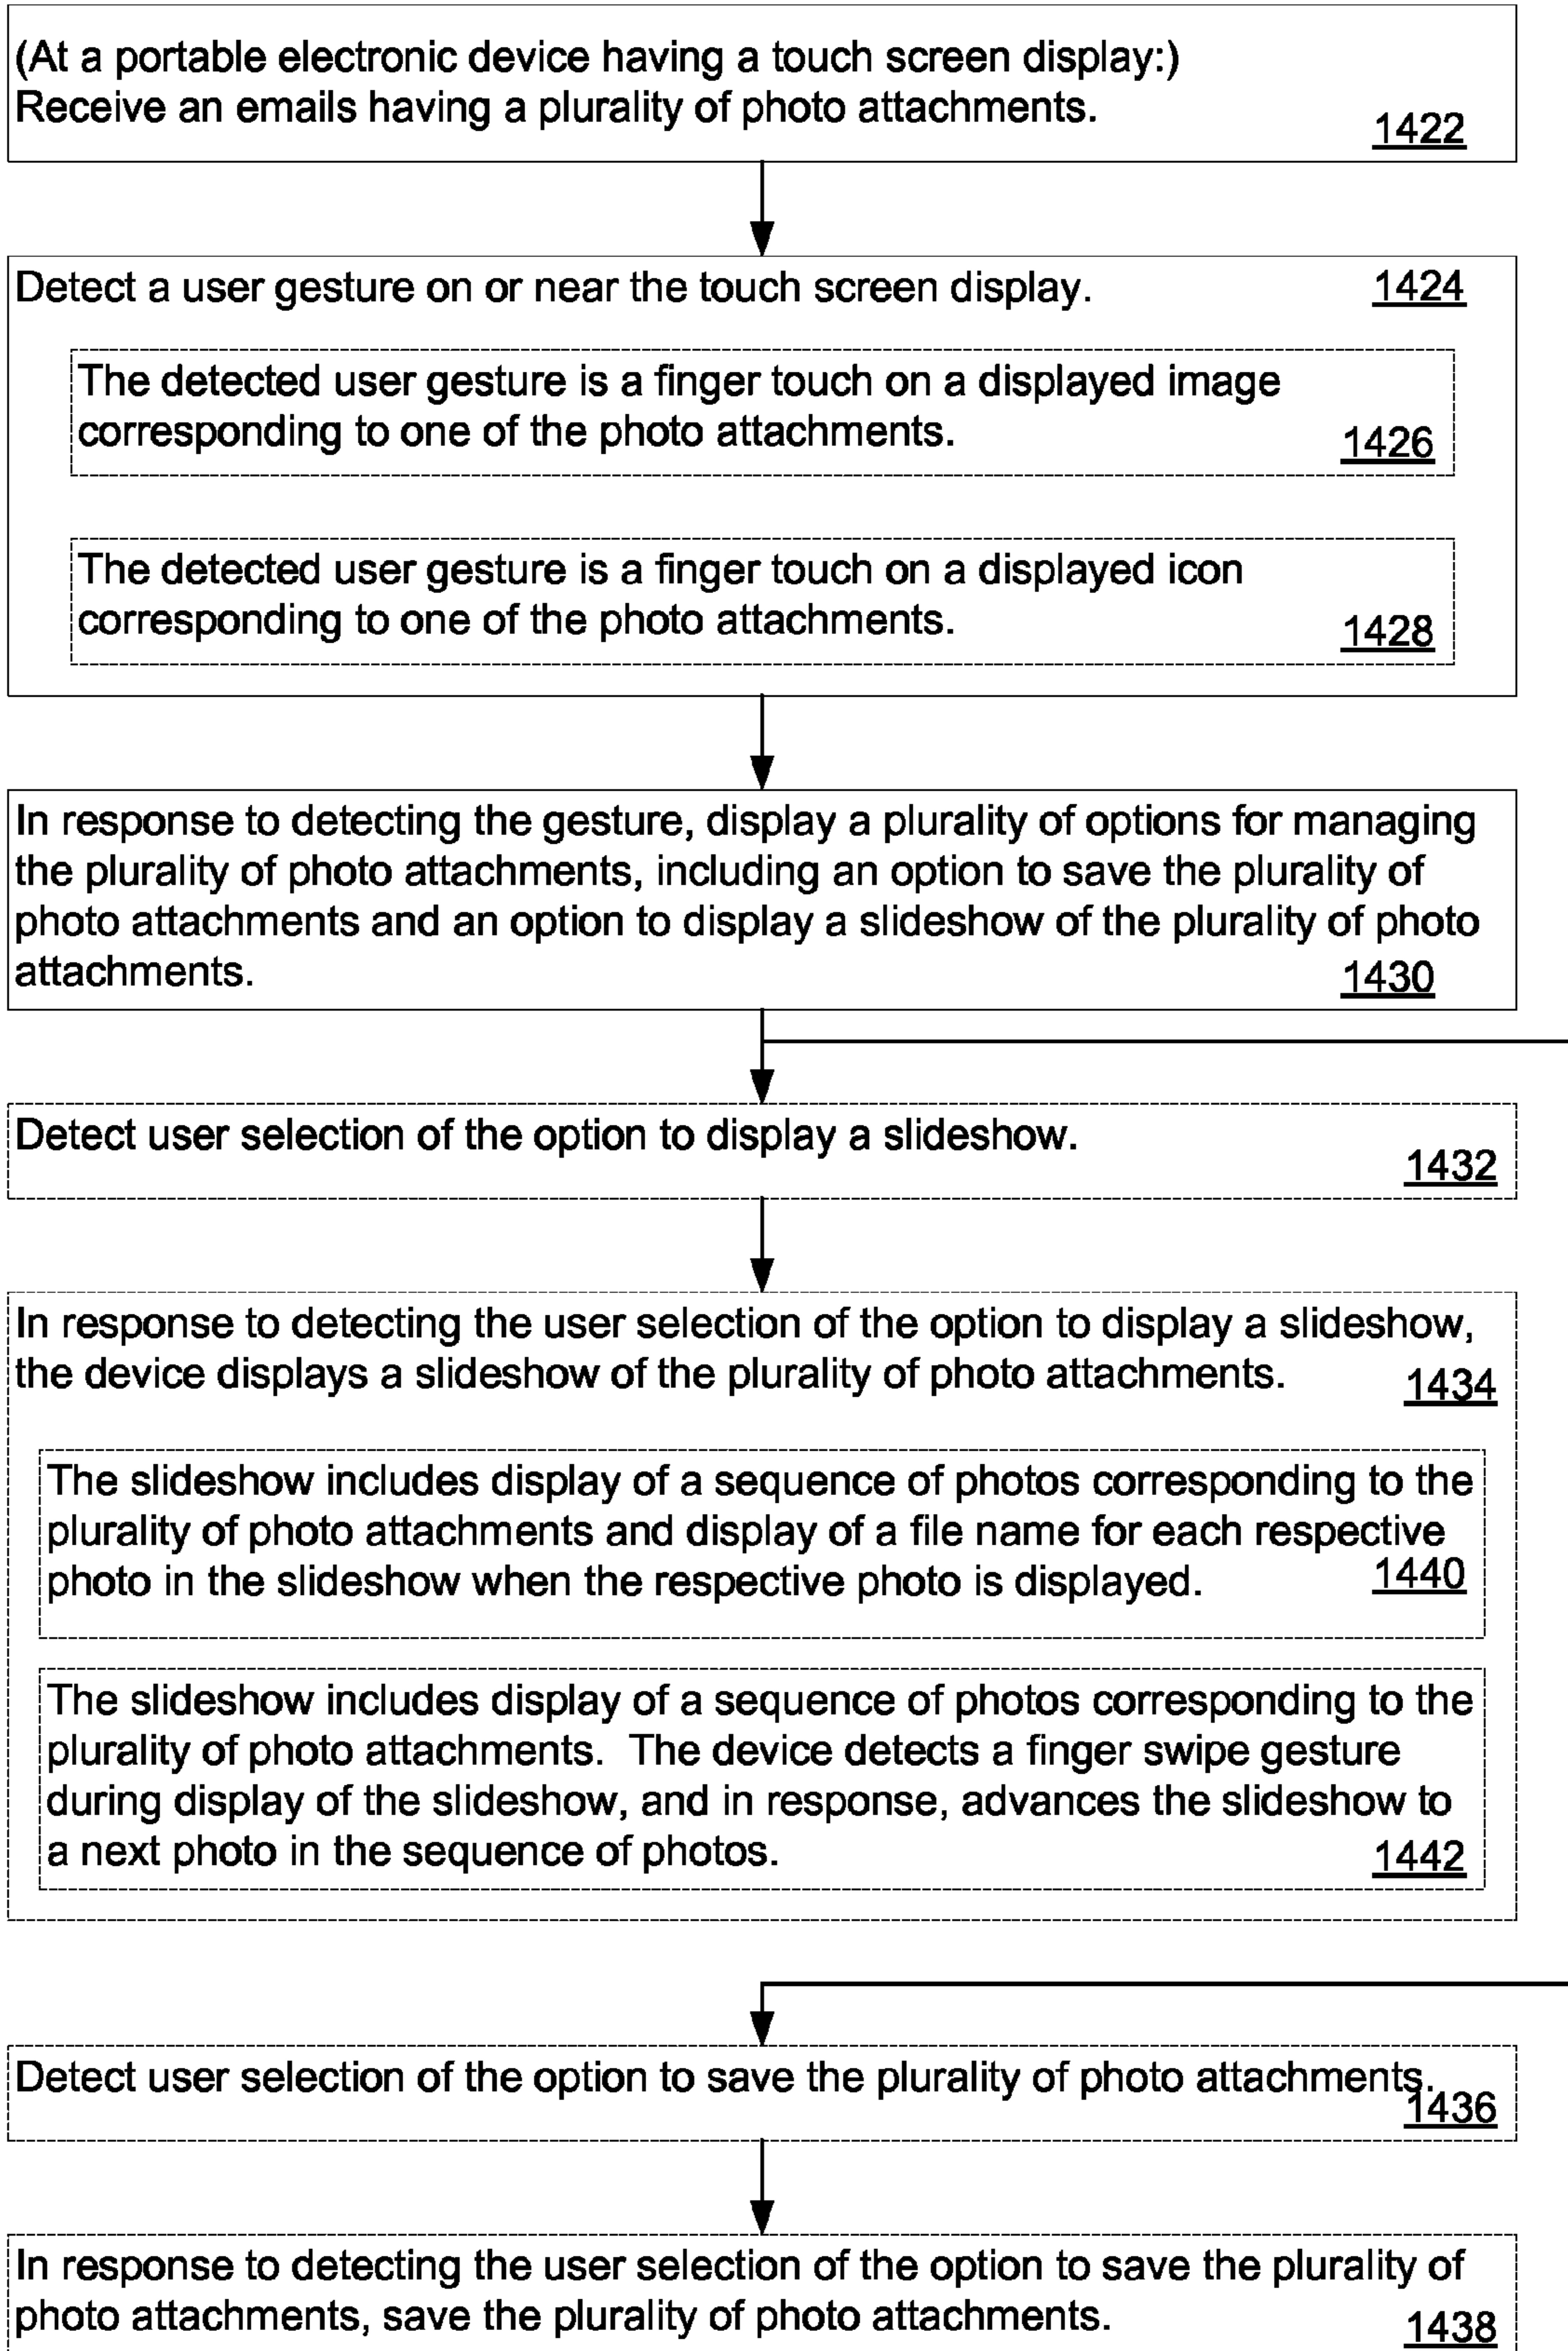 (At a portable electronic device having a touch screen display:)
Receive an emails having a plurality of photo attachments.
1422
Detect a user gesture on or near the touch screen display.
1424
The detected user gesture is a finger touch on a displayed image
corresponding to one of the photo attachments.
1426
The detected user gesture is a finger touch on a displayed icon
corresponding to one of the photo attachments.
1428
In response to detecting the gesture, display a plurality of options for managing
the plurality of photo attachments, including an option to save the plurality of
photo attachments and an option to display a slideshow of the plurality of photo
attachments.
1430
Detect user selection of the option to display a slideshow.
1432
In response to detecting the user selection of the option to display a slideshow,
the device displays a slideshow of the plurality of photo attachments.
1434
The slideshow includes display of a sequence of photos corresponding to the
plurality of photo attachments and display of a file name for each respective
photo in the slideshow when the respective photo is displayed.
1440
The slideshow includes display of a sequence of photos corresponding to the
plurality of photo attachments. The device detects a finger swipe gesture
during display of the slideshow, and in response, advances the slideshow to
a next photo in the sequence of photos.
1442
Detect user selection of the option to save the plurality of photo attachments.
1436
In response to detecting the user selection of the option to save the plurality of
photo attachments, save the plurality of photo attachments.
1438